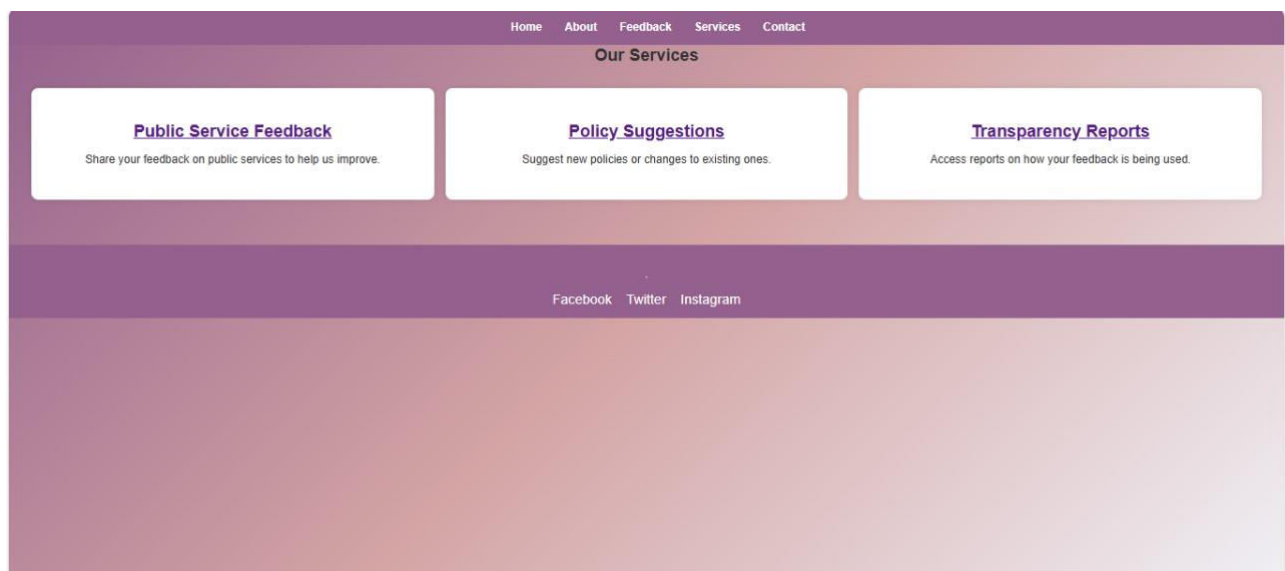 Home About Feedback Services Contact
Our Services
Public Service Feedback
Share your feedback on public services to help us improve.
Policy Suggestions
Suggest new policies or changes to existing ones.
Transparency Reports
Access reports on how your feedback is being used.
.
Facebook Twitter Instagram